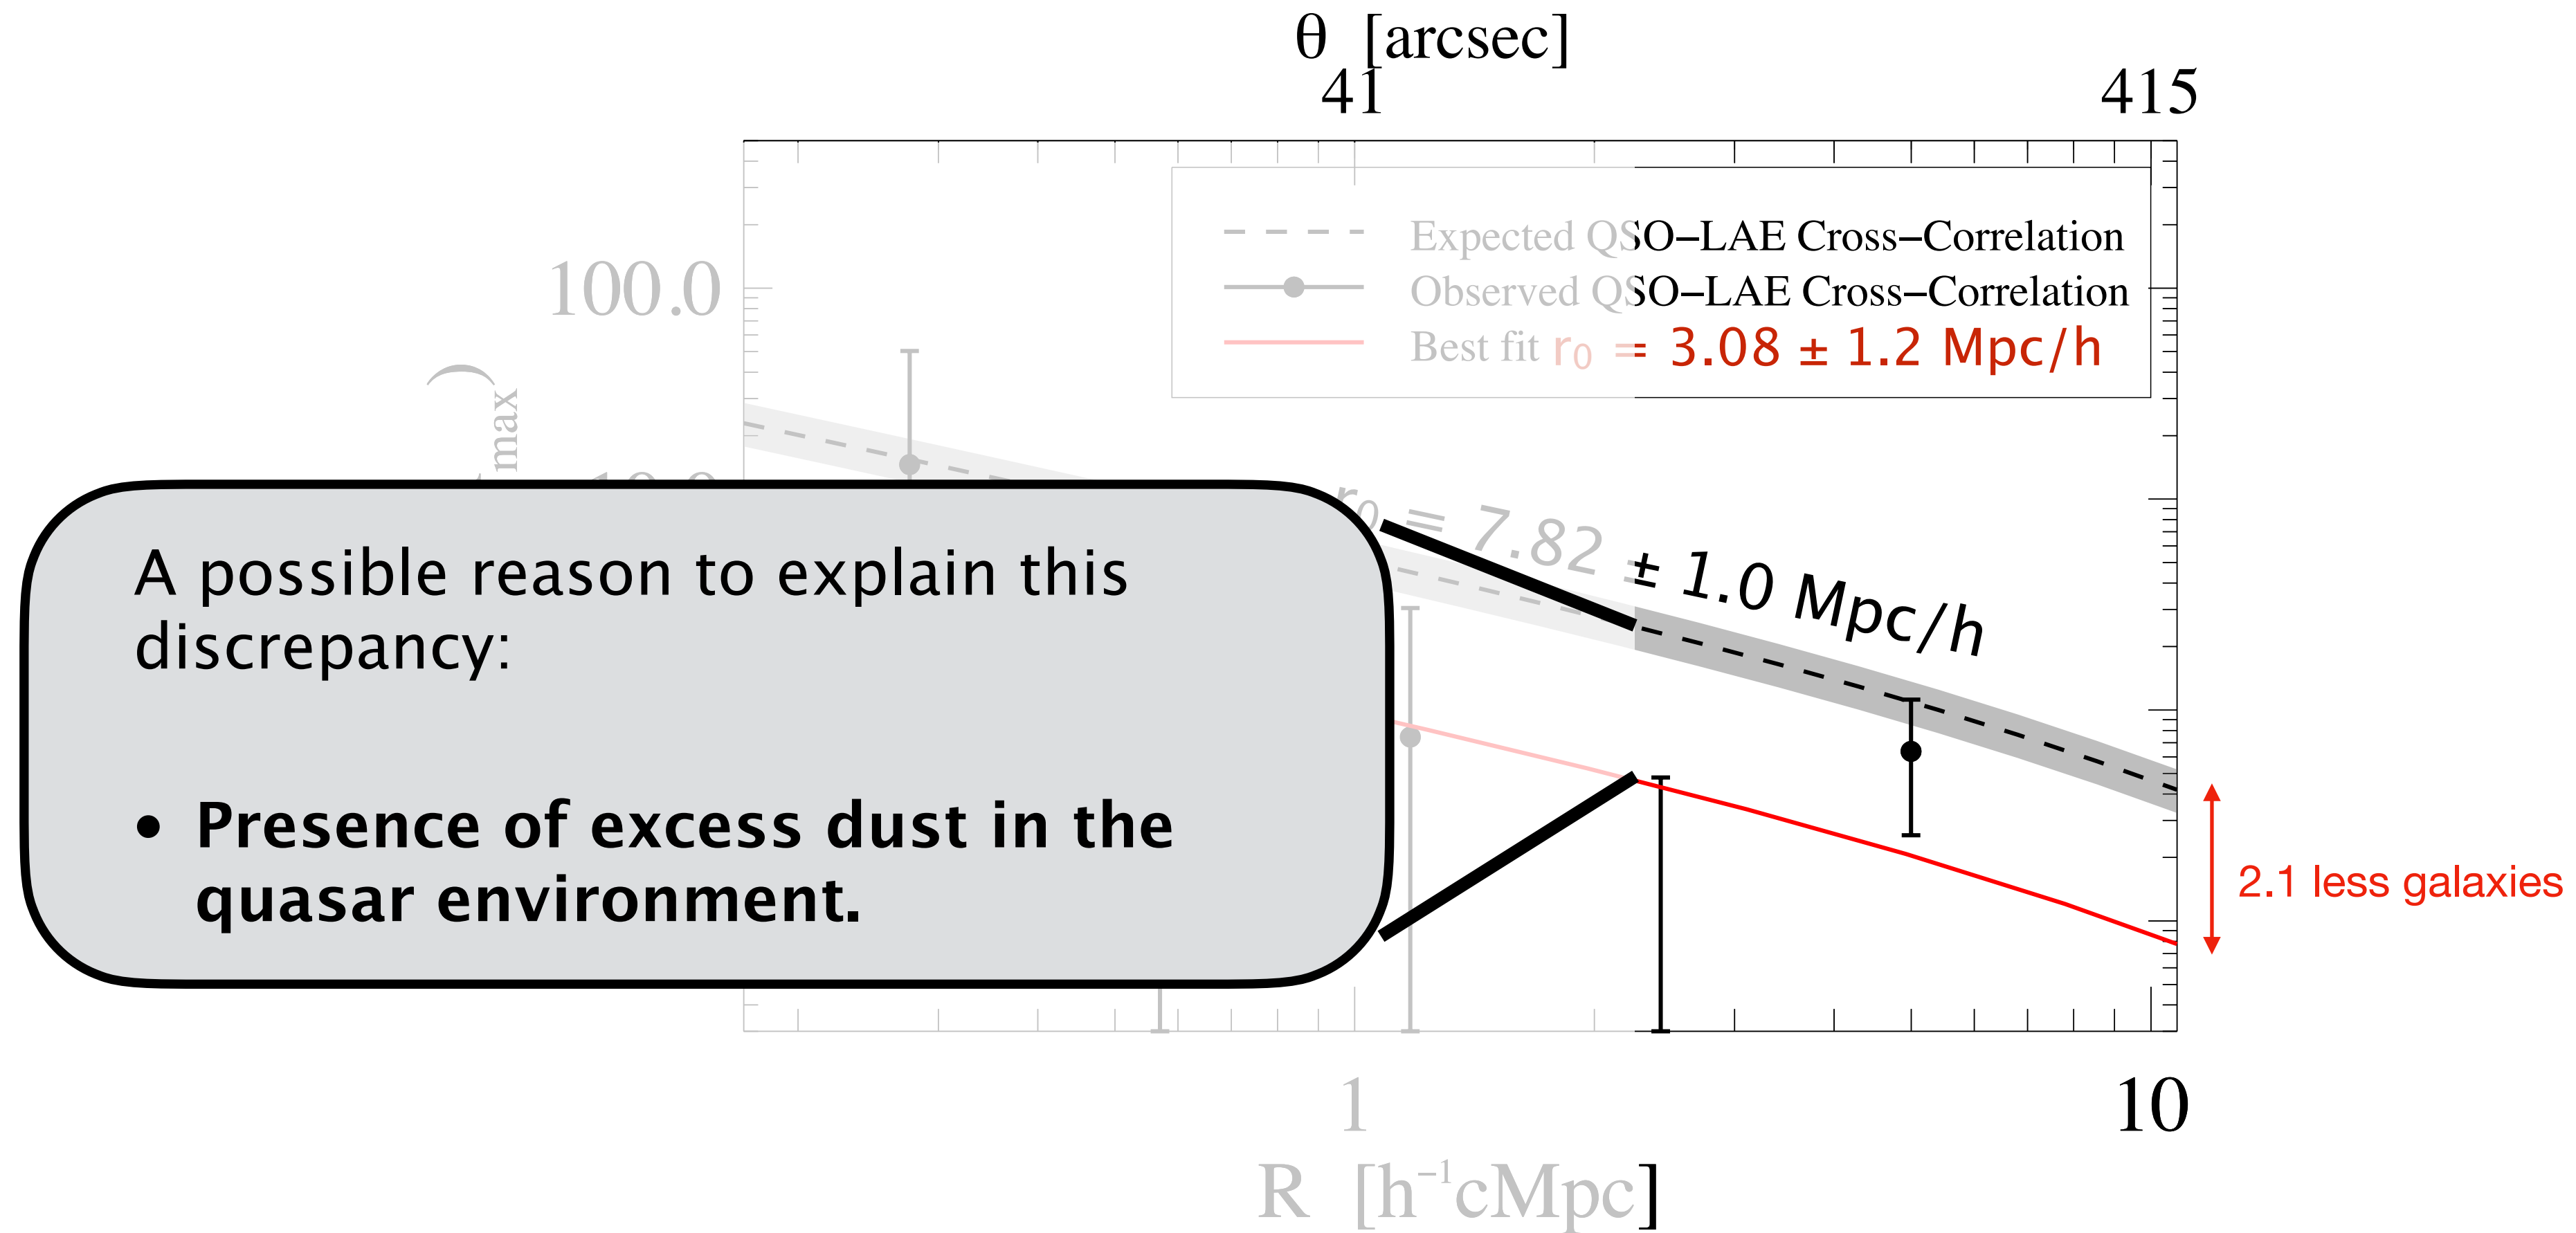 θ [arcsec]
41 415
Expected QSO–LAE Cross–Correlation
Observed QSO–LAE Cross–Correlation
Best fit r₀ = 3.08 ± 1.2 Mpc/h
100.0
max)
r₀ = 7.82 ± 1.0 Mpc/h
A possible reason to explain this
discrepancy:
• Presence of excess dust in the
quasar environment.
2.1 less galaxies
1 10
R [h⁻¹cMpc]